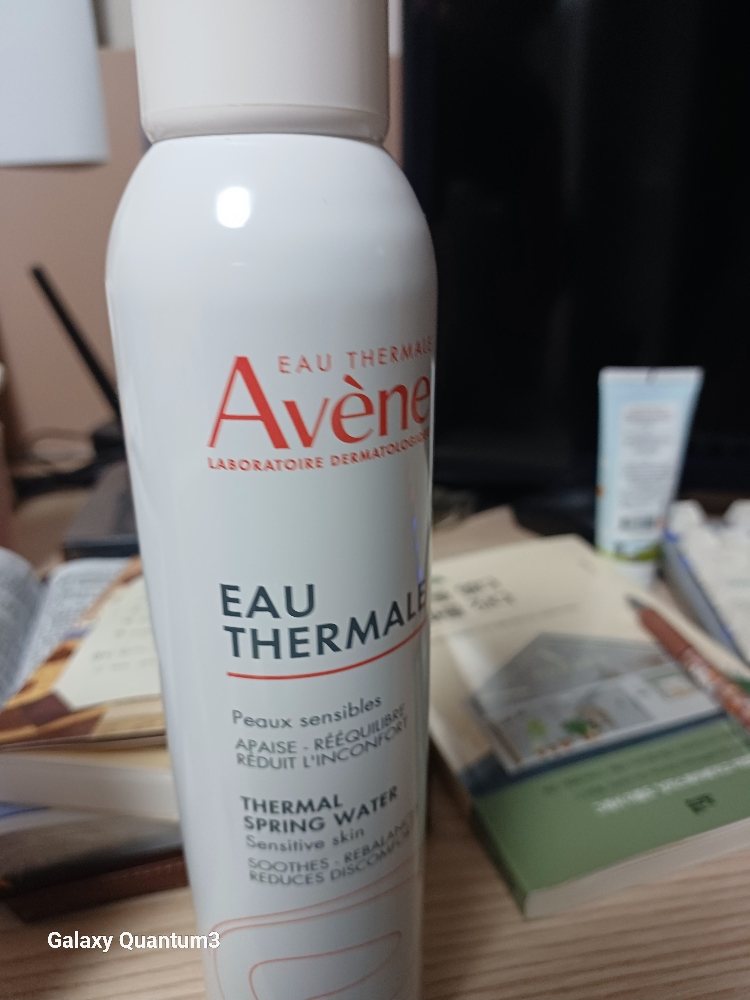 EAU THERMALE
Avène
LABORATOIRE DERMATOLOGIQUE
EAU
THERMALE
Peaux sensibles
APAISE - RÉÉQUILIBRE
RÉDUIT L'INCONFORT
THERMAL
SPRING WATER
Sensitive skin
SOOTHES - REBALANCES
REDUCES DISCOMFORT
Galaxy Quantum3